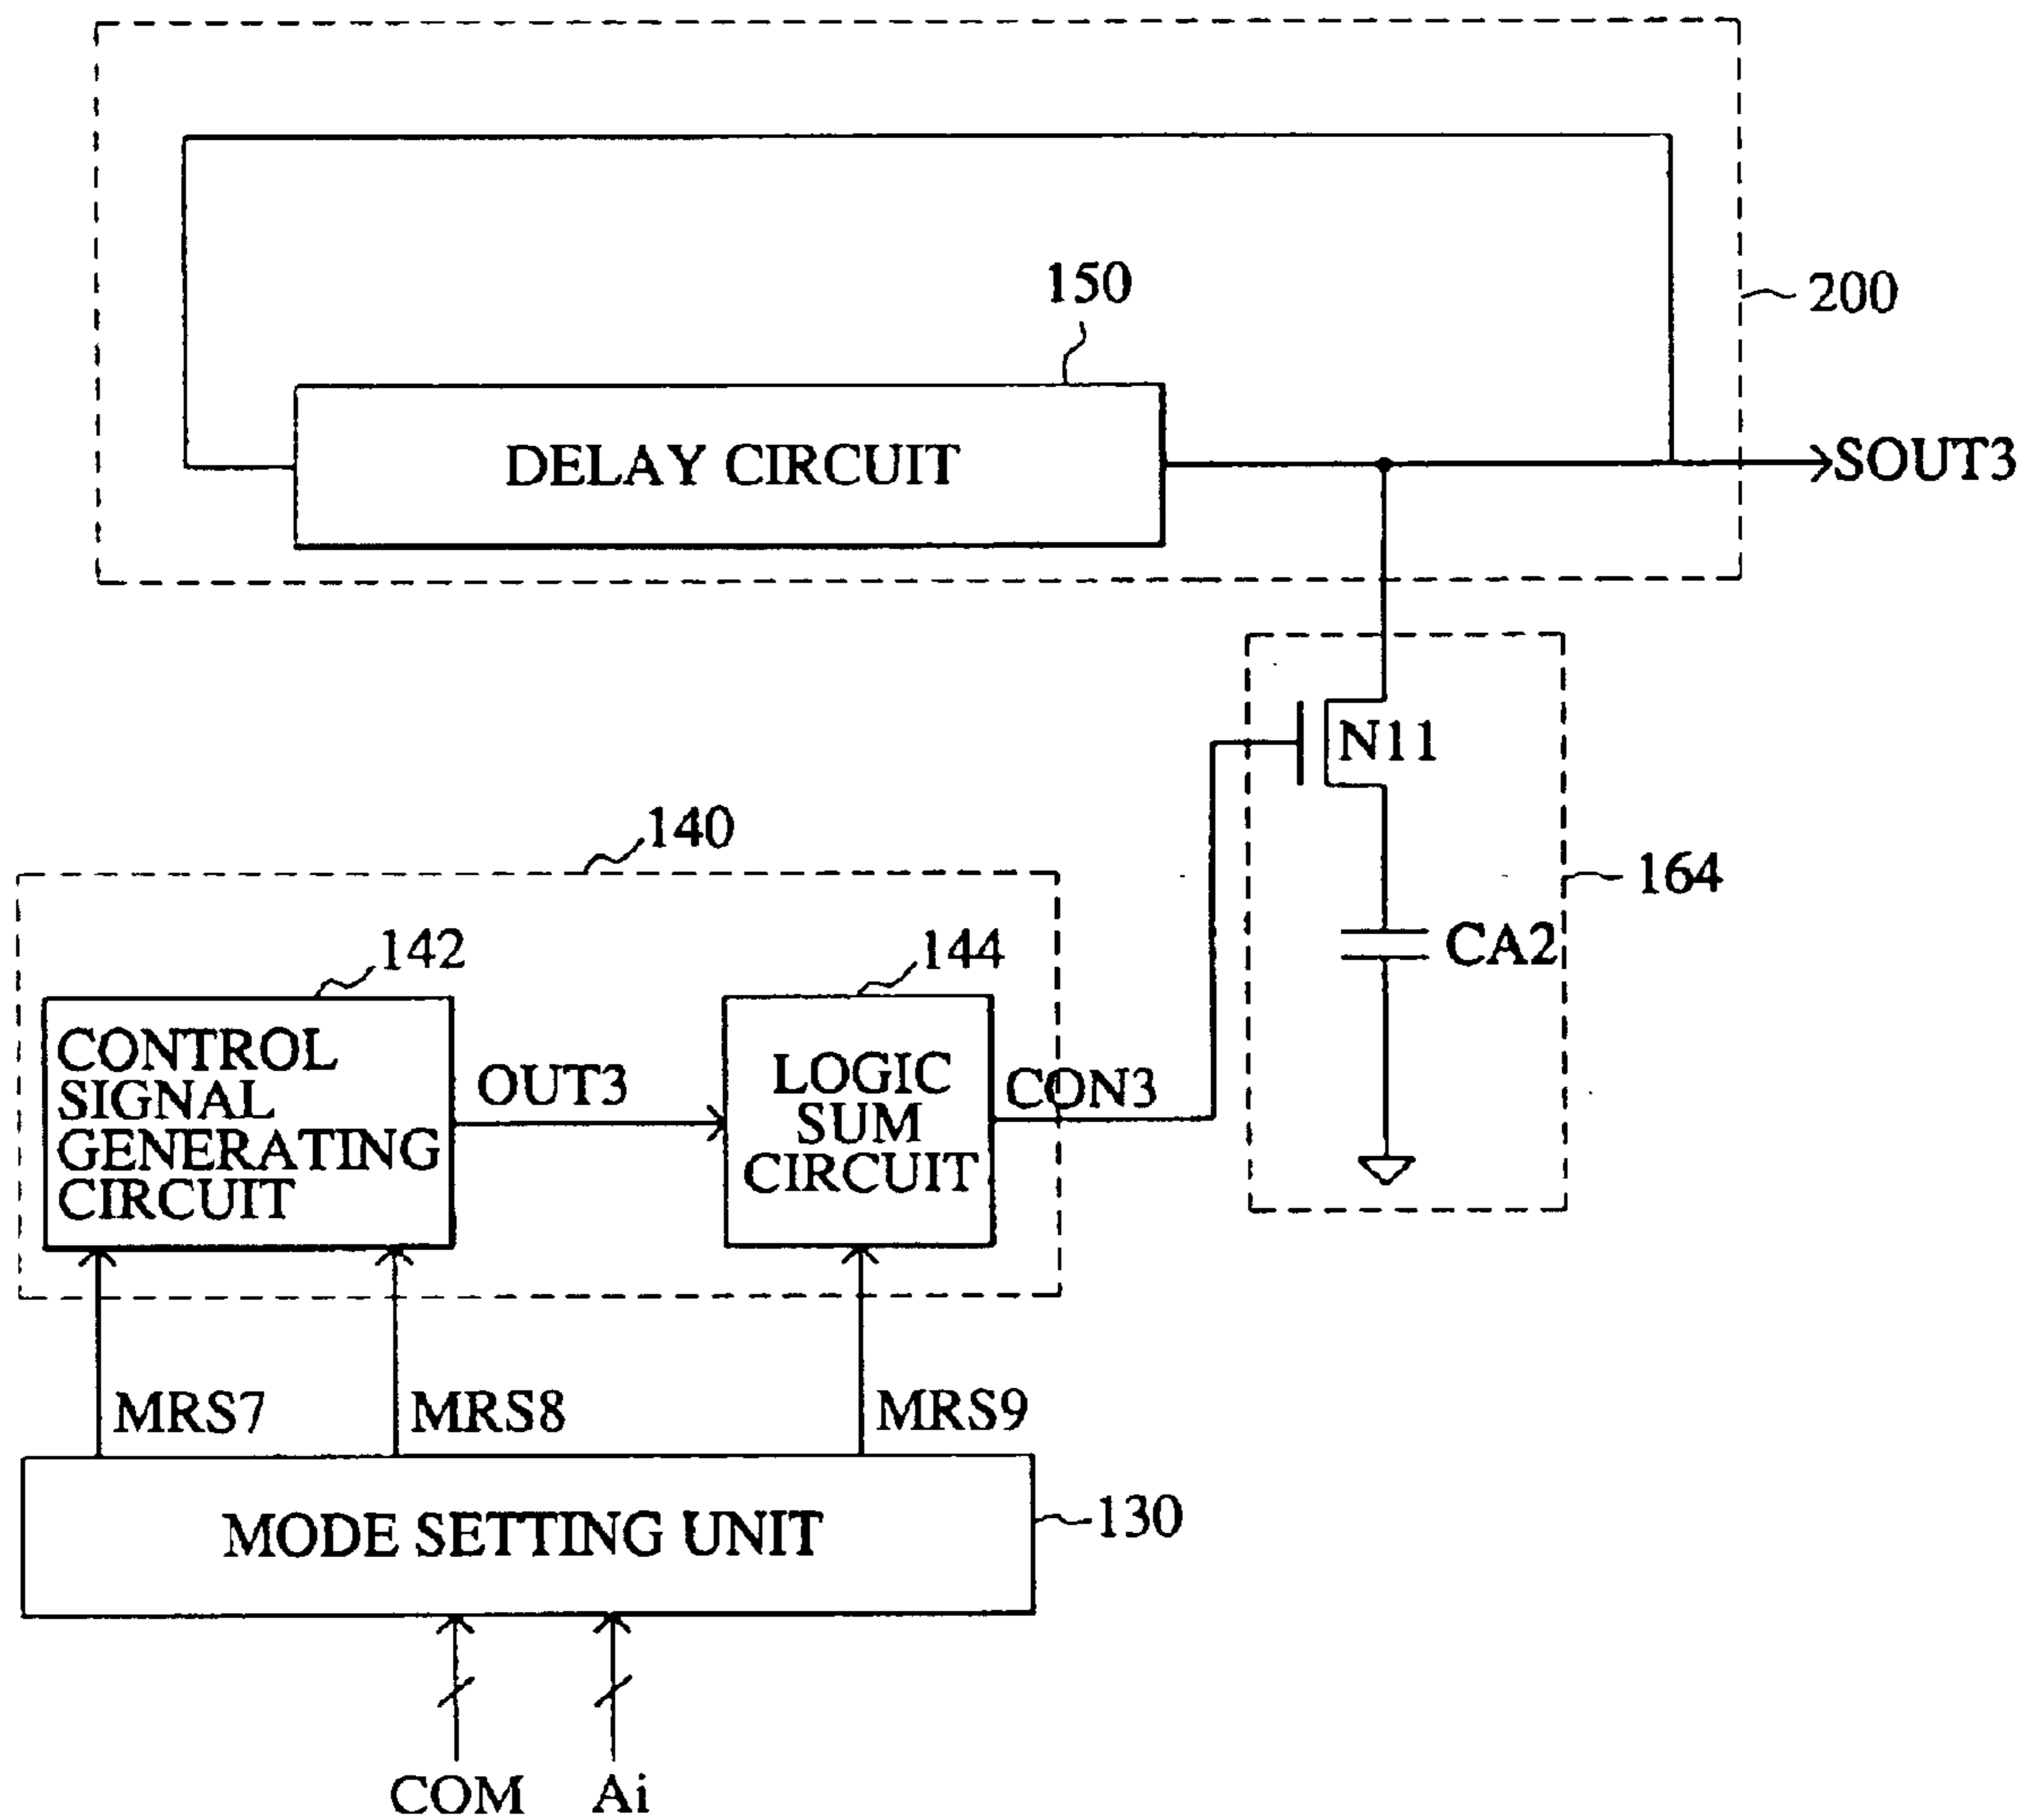 150
200
DELAY CIRCUIT
SOUT3
N11
140
164
142
144
CA2
CONTROL
SIGNAL
GENERATING
CIRCUIT
OUT3
LOGIC
SUM
CIRCUIT
CON3
MRS7
MRS8
MRS9
MODE SETTING UNIT
130
COM
Ai